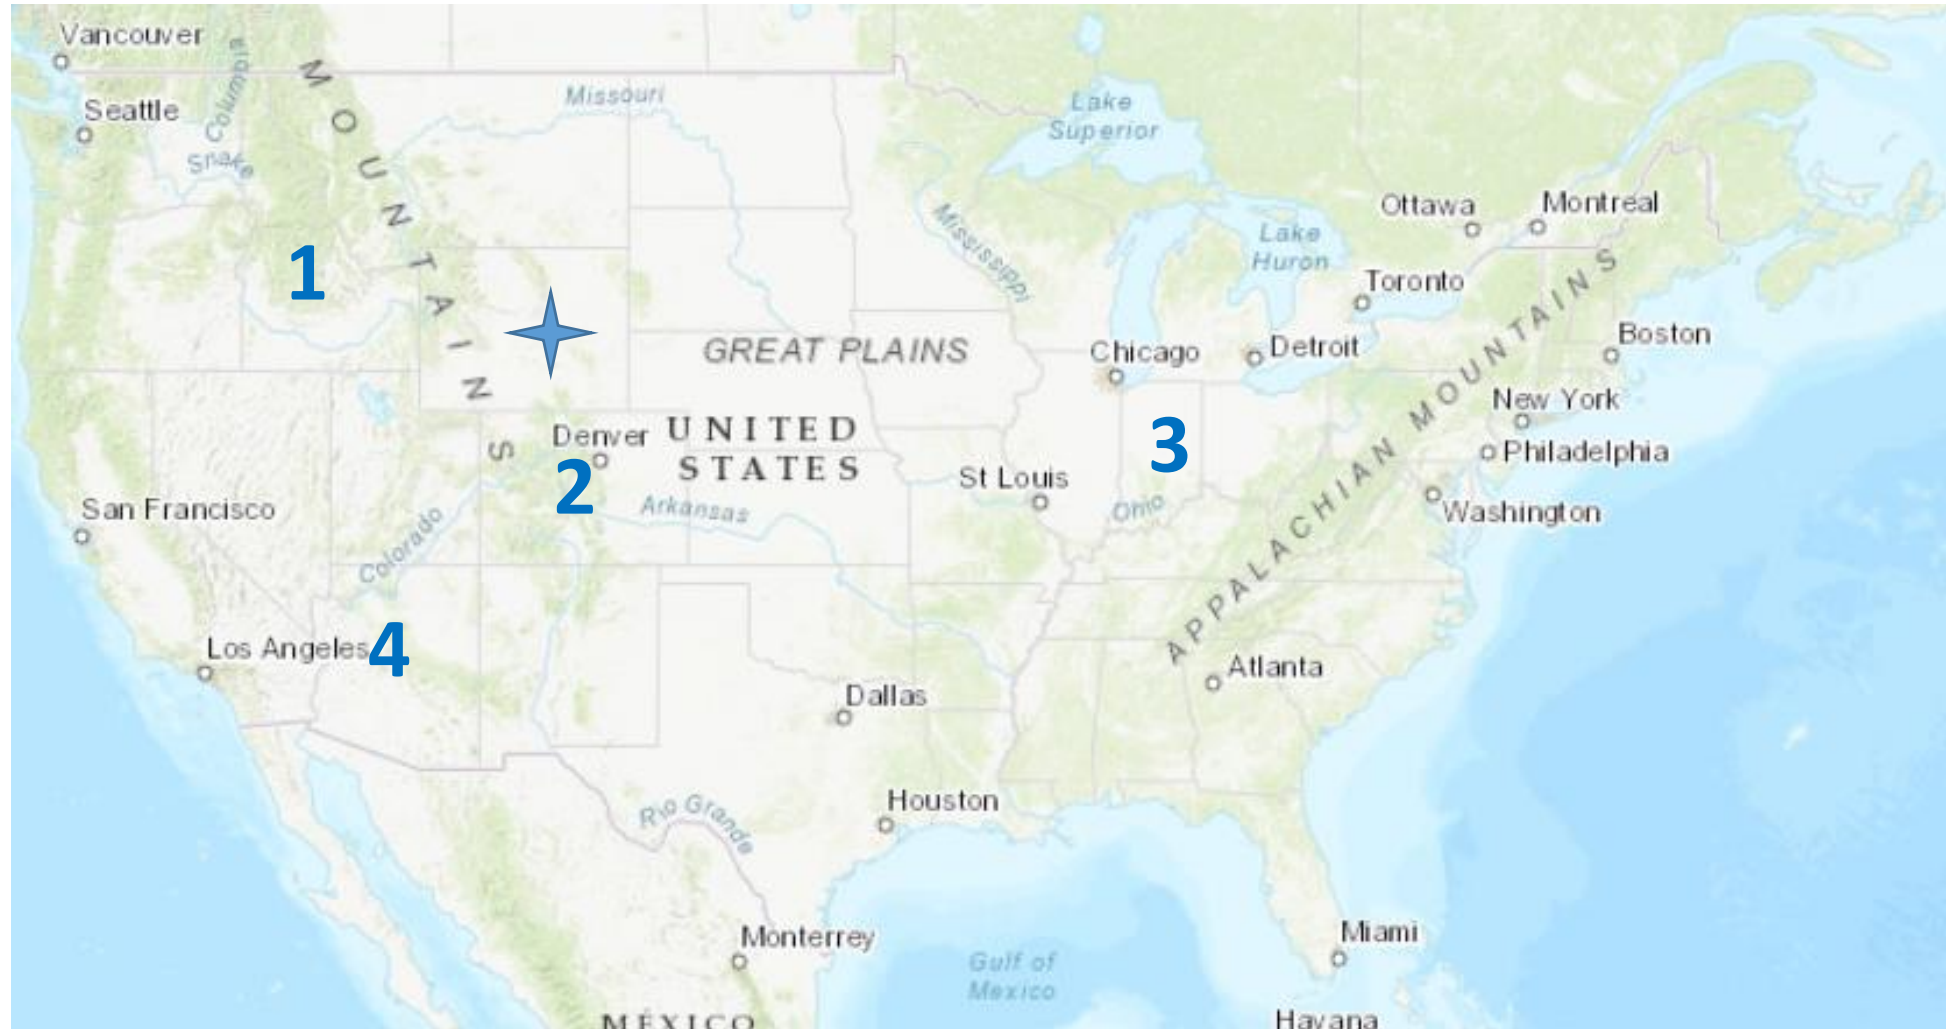 Vancouver
MOUNTAINS
Columbia
Missouri
Seattle
Lake
Superior
Snake
Ottawa
Montreal
Mississippi
Lake
Huron
1
Toronto
Boston
GREAT PLAINS
Chicago
Detroit
APPALACHIAN MOUNTAINS
New York
Denver
UNITED
STATES
3
Philadelphia
2
St Louis
San Francisco
Arkansas
Ohio
Washington
Colorado
Los Angeles
4
Atlanta
Dallas
Houston
Rio Grande
Monterrey
Miami
Gulf of
Mexico
MÉXICO
Havana